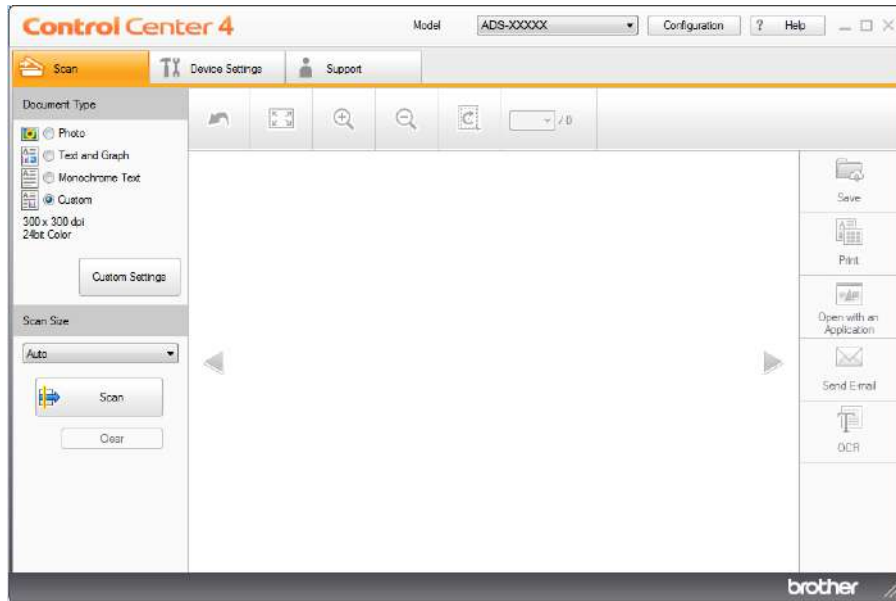 Control Center 4
Model
ADS-XXXXX
Configuration
? Help
Scan
Device Settings
Support
Document Type
Photo
Text and Graph
Monochrome Text
Custom
300 x 300 dpi
24bit Color
Custom Settings
Scan Size
Auto
Scan
Clear
/ 0
Save
Print
Open with an
Application
Send E-mail
OCR
brother